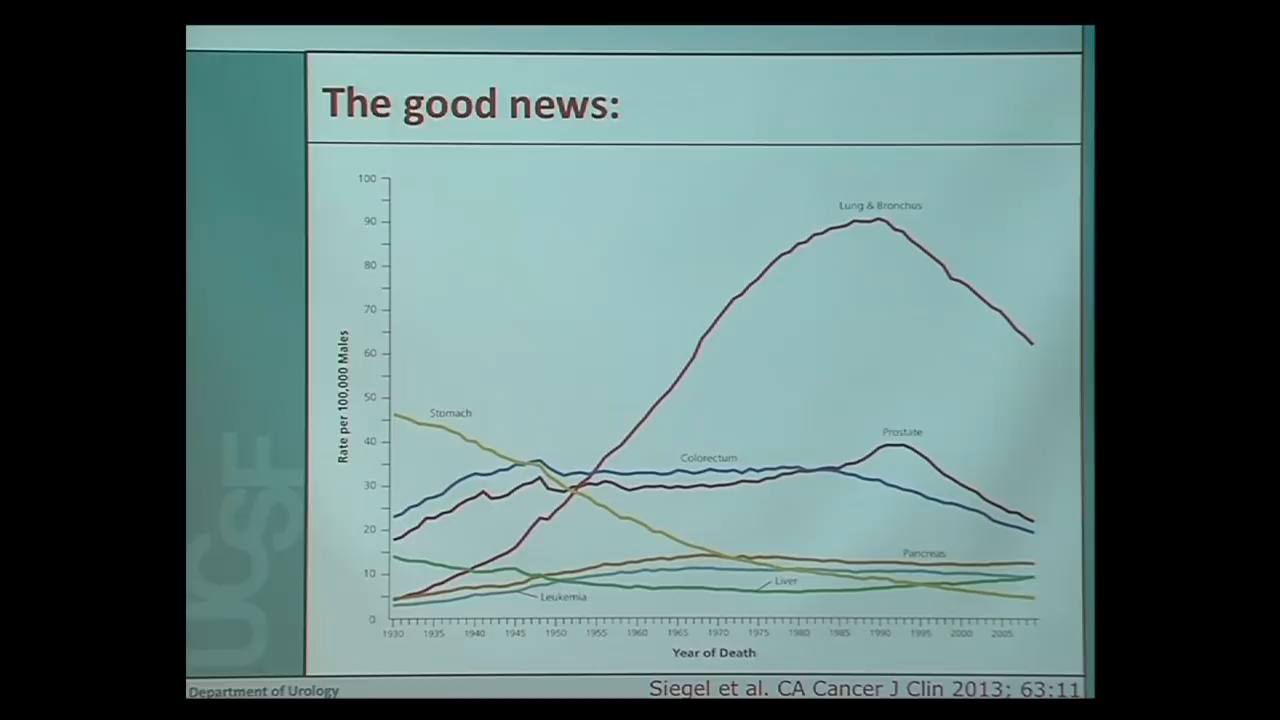 The good news:
100
90
80
70
60
50
40
30
20
10
0
Rate per 100,000 Males
Lung & Bronchus
Stomach
Prostate
Colorectum
Pancreas
Liver
Leukemia
1930 1935 1940 1945 1950 1955 1960 1965 1970 1975 1980 1985 1990 1995 2000 2005
Year of Death
UCSF
Department of Urology
Siegel et al. CA Cancer J Clin 2013; 63:11